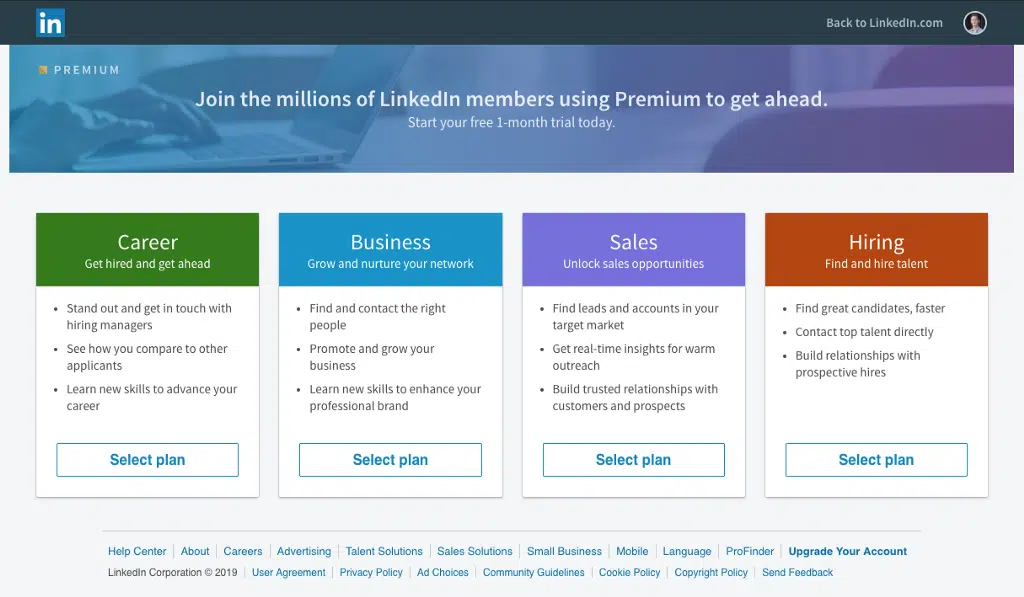 in
Back to LinkedIn.com
PREMIUM
Join the millions of LinkedIn members using Premium to get ahead.
Start your free 1-month trial today.
Career
Get hired and get ahead
Stand out and get in touch with
hiring managers
See how you compare to other
applicants
Learn new skills to advance your
career
Select plan
Business
Grow and nurture your network
Find and contact the right
people
Promote and grow your
business
Learn new skills to enhance your
professional brand
Select plan
Sales
Unlock sales opportunities
Find leads and accounts in your
target market
Get real-time insights for warm
outreach
Build trusted relationships with
customers and prospects
Select plan
Hiring
Find and hire talent
Find great candidates, faster
Contact top talent directly
Build relationships with
prospective hires
Select plan
Help Center About Careers Advertising Talent Solutions Sales Solutions Small Business Mobile Language ProFinder Upgrade Your Account
LinkedIn Corporation © 2019 User Agreement Privacy Policy Ad Choices Community Guidelines Cookie Policy Copyright Policy Send Feedback